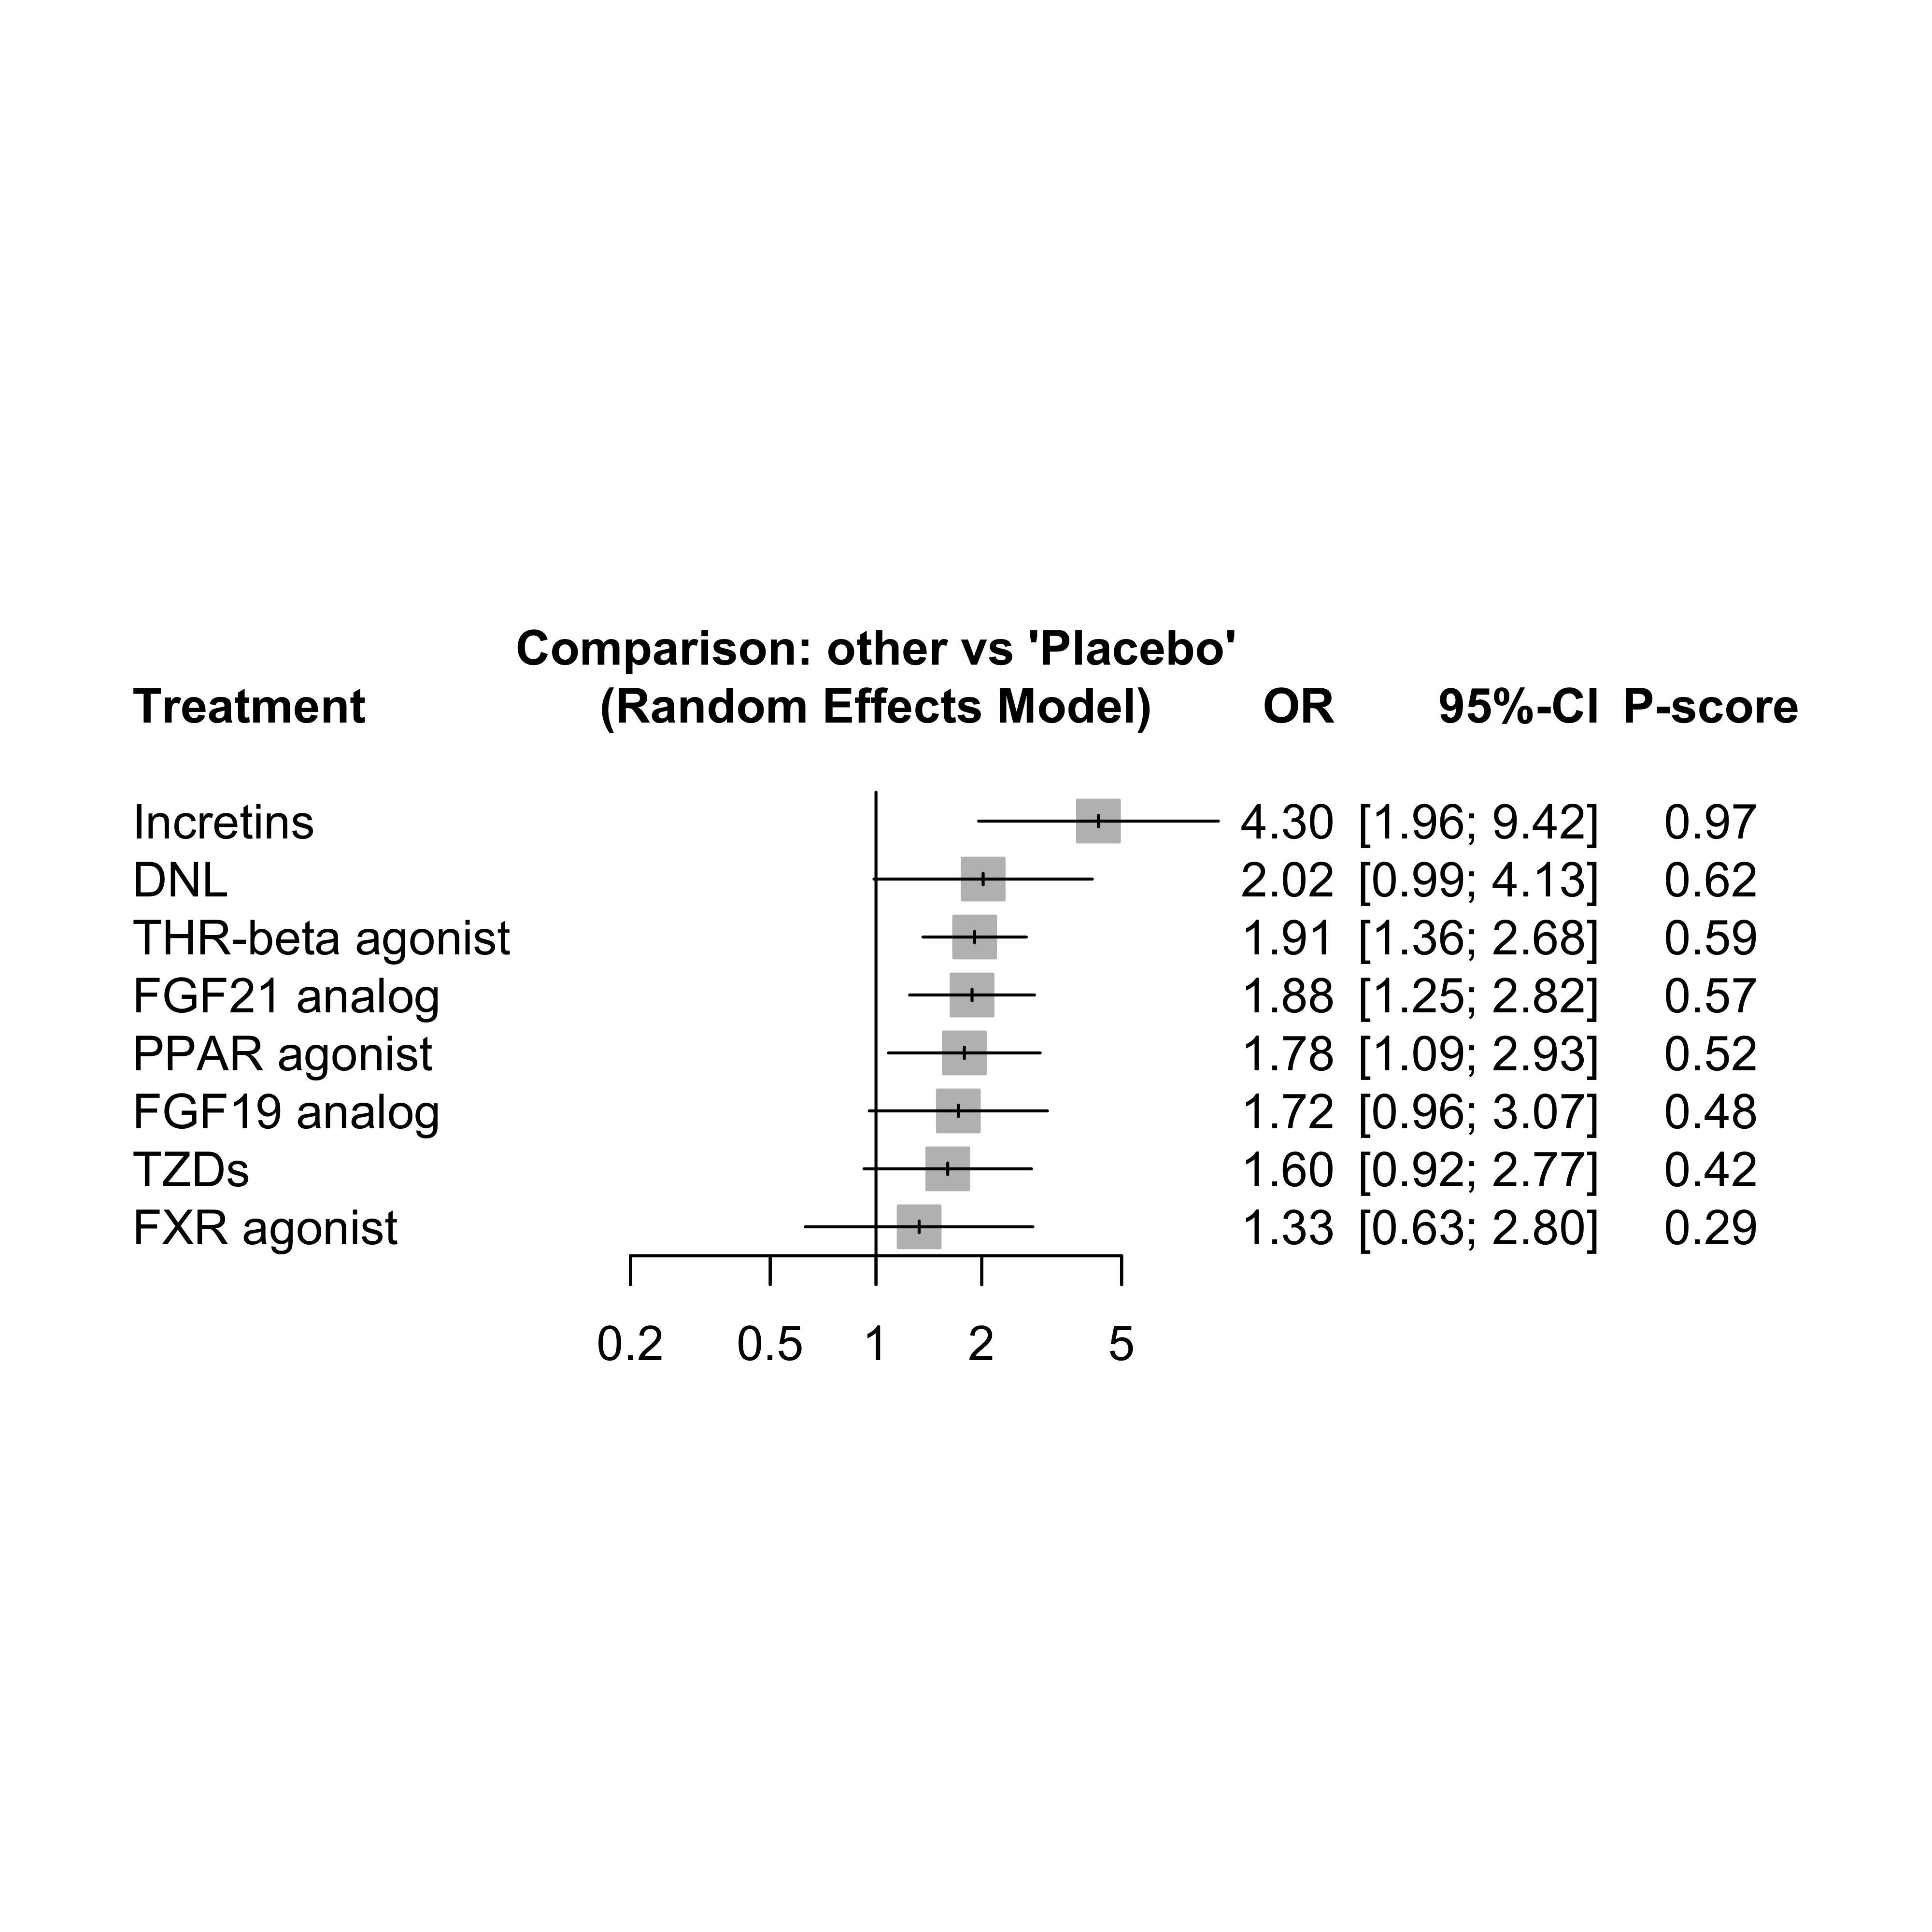 Comparison: other vs 'Placebo'
Treatment (Random Effects Model) OR 95%-CI P-score
Incretins 4.30 [1.96; 9.42] 0.97
DNL 2.02 [0.99; 4.13] 0.62
THR-beta agonist 1.91 [1.36; 2.68] 0.59
FGF21 analog 1.88 [1.25; 2.82] 0.57
PPAR agonist 1.78 [1.09; 2.93] 0.52
FGF19 analog 1.72 [0.96; 3.07] 0.48
TZDs 1.60 [0.92; 2.77] 0.42
FXR agonist 1.33 [0.63; 2.80] 0.29
0.2 0.5 1 2 5